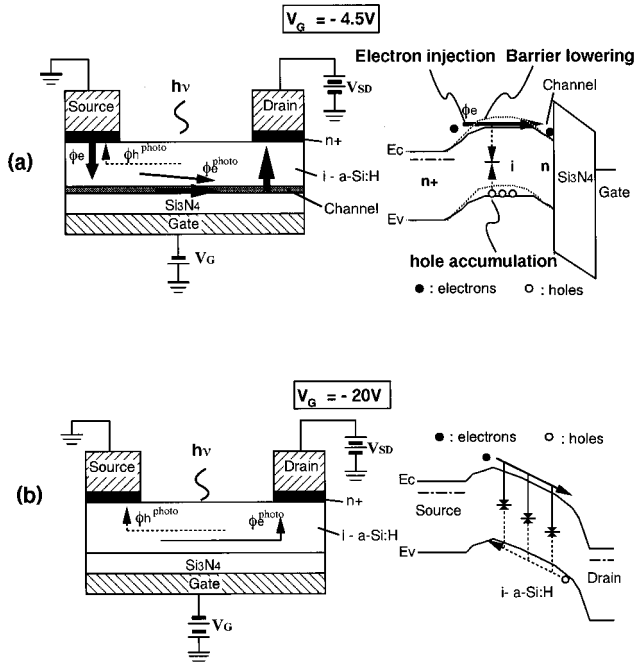 V_G = - 4.5V
(a)
Source
hν
Drain
V_SD
n+
ϕe
ϕh^photo
ϕe^photo
i - a-Si:H
Channel
Si3N4
Gate
V_G
Electron injection
Barrier lowering
ϕe
Channel
Ec
n+
i
n
Si3N4
Gate
Ev
hole accumulation
● : electrons
○ : holes
V_G = - 20V
(b)
Source
hν
Drain
V_SD
n+
ϕh^photo
ϕe^photo
i - a-Si:H
Si3N4
Gate
V_G
● : electrons
○ : holes
Ec
Source
Ev
i- a-Si:H
Drain